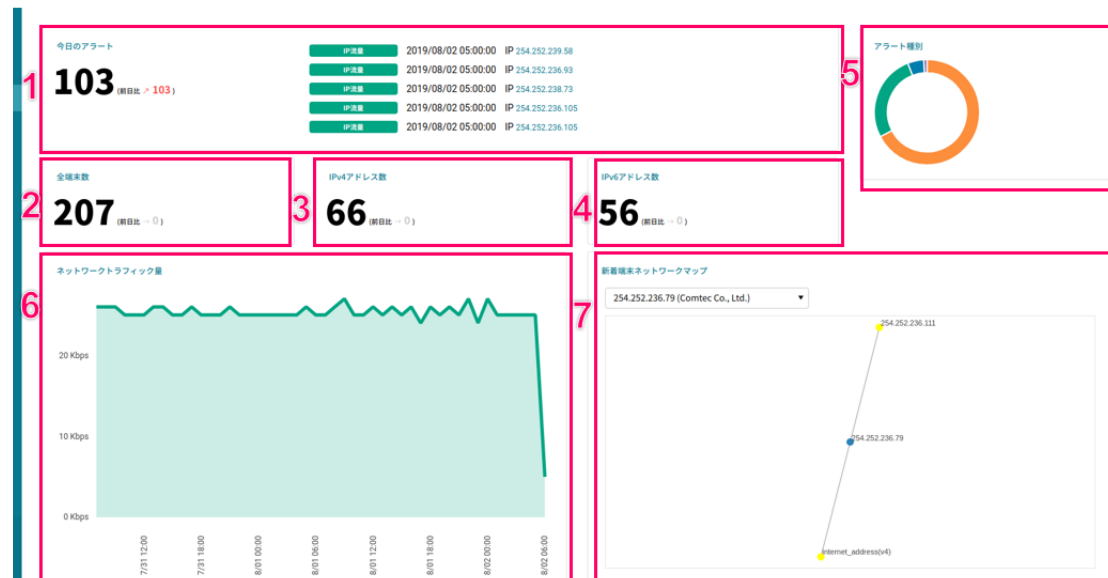 1
今日のアラート
103 (前日比 ↗ 103 )
IP流量 2019/08/02 05:00:00 IP 254.252.239.58
IP流量 2019/08/02 05:00:00 IP 254.252.236.93
IP流量 2019/08/02 05:00:00 IP 254.252.238.73
IP流量 2019/08/02 05:00:00 IP 254.252.236.105
IP流量 2019/08/02 05:00:00 IP 254.252.236.105
5
アラート種別
2
全端末数
207 (前日比 → 0 )
3
IPv4アドレス数
66 (前日比 → 0 )
4
IPv6アドレス数
56 (前日比 → 0 )
6
ネットワークトラフィック量
20 Kbps
10 Kbps
0 Kbps
7/31 12:00
7/31 18:00
8/01 00:00
8/01 06:00
8/01 12:00
8/01 18:00
8/02 00:00
8/02 06:00
7
新着端末ネットワークマップ
254.252.236.79 (Comtec Co., Ltd.)
254.252.236.111
254.252.236.79
internet_address(v4)